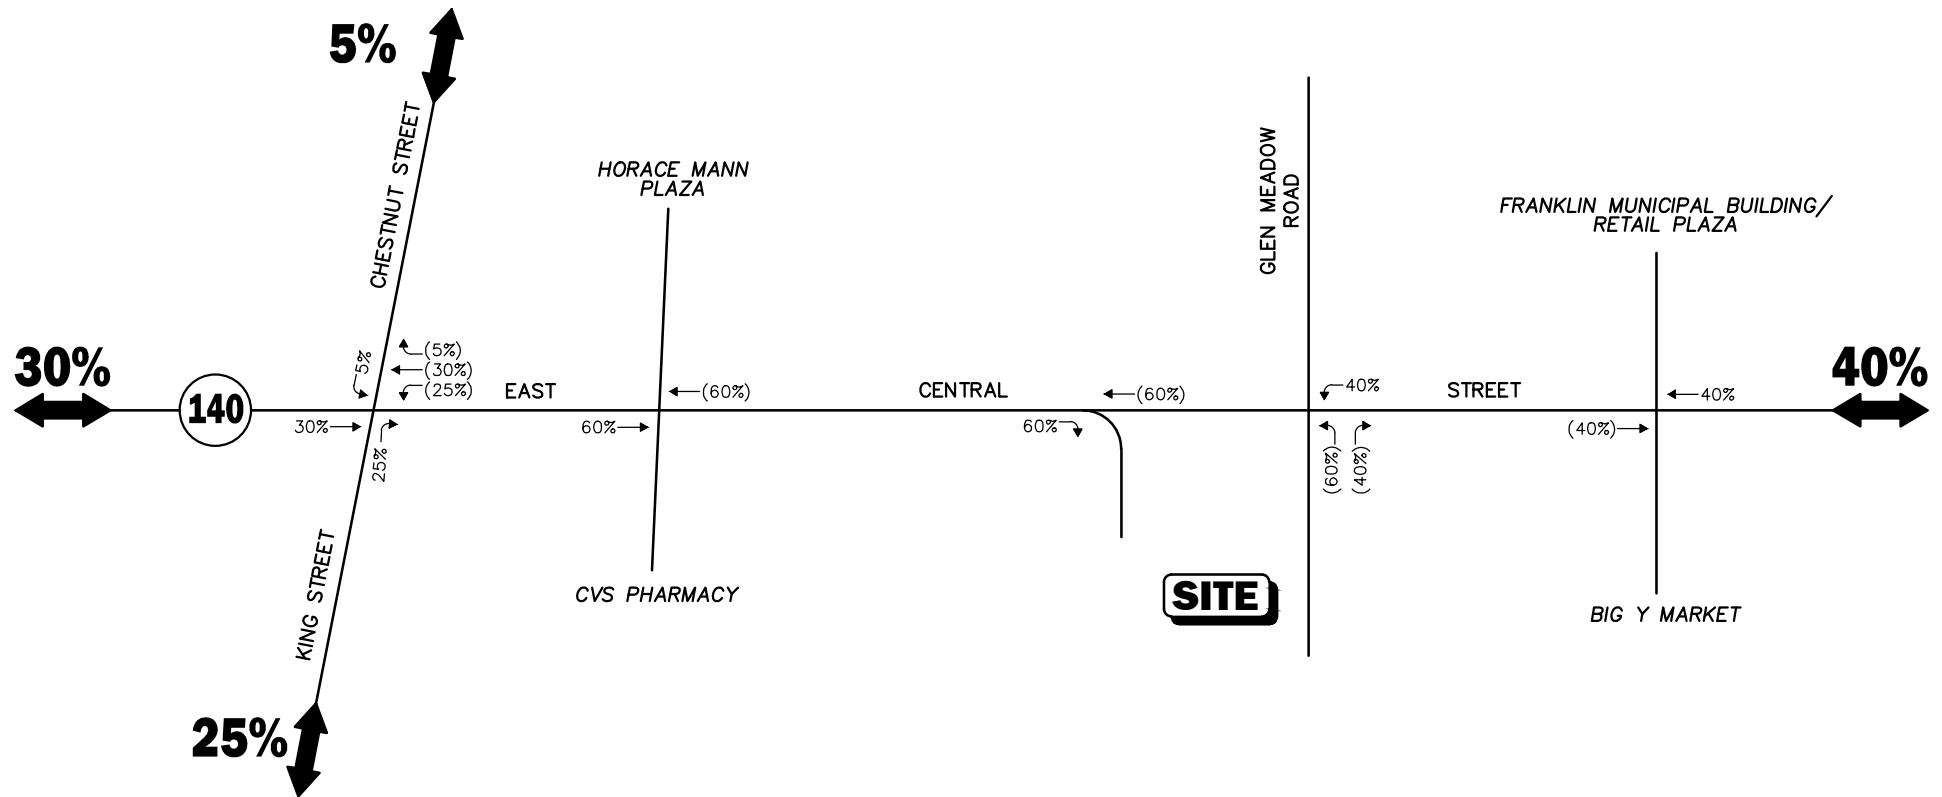 5%
CHESTNUT STREET
HORACE MANN
PLAZA
GLEN MEADOW
ROAD
FRANKLIN MUNICIPAL BUILDING/
RETAIL PLAZA
30%
140
5%
(5%)
(30%)
(25%)
EAST
(60%)
CENTRAL
(60%)
40%
STREET
40%
40%
30%
25%
60%
60%
(60%)
(40%)
(40%)
KING STREET
CVS PHARMACY
SITE
BIG Y MARKET
25%